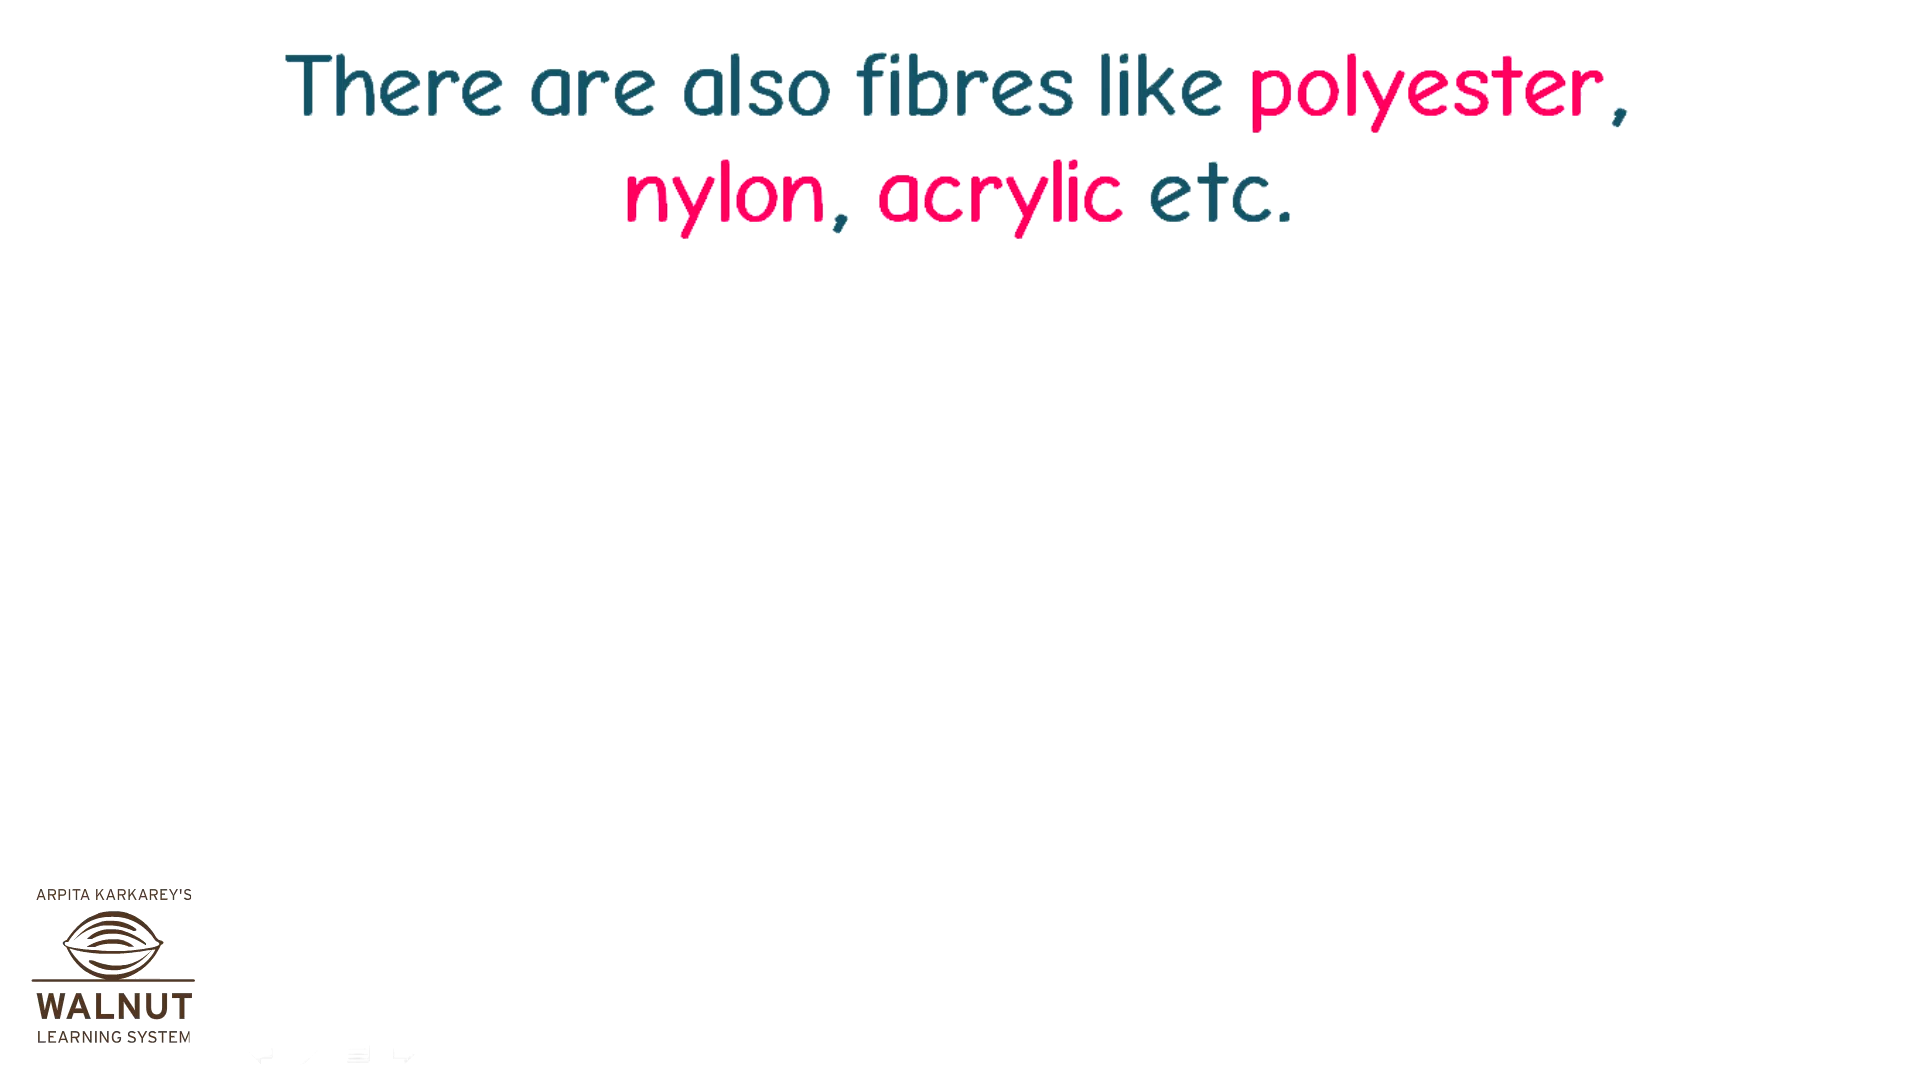 There are also fibres like polyester,
nylon, acrylic etc.
ARPITA KARKAREY'S
WALNUT
LEARNING SYSTEM